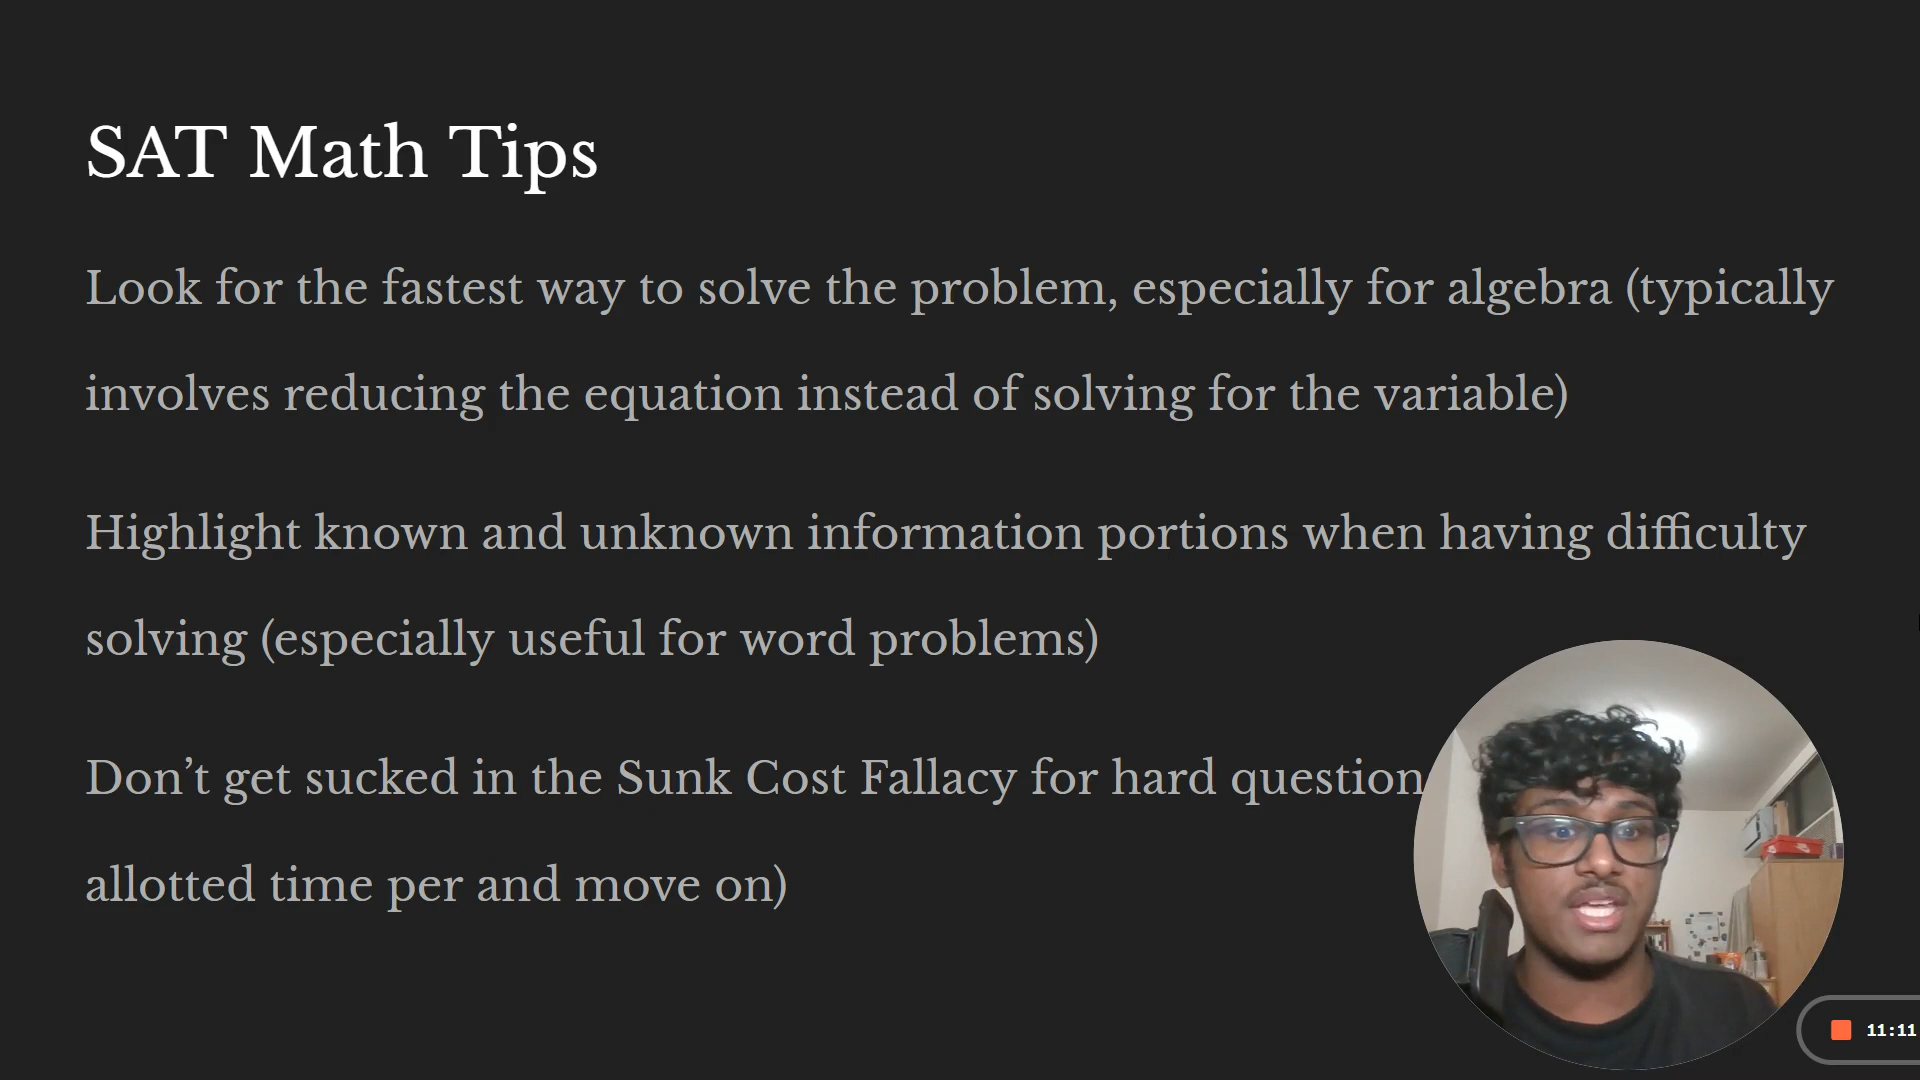 SAT Math Tips
Look for the fastest way to solve the problem, especially for algebra (typically
involves reducing the equation instead of solving for the variable)
Highlight known and unknown information portions when having difficulty
solving (especially useful for word problems)
Don’t get sucked in the Sunk Cost Fallacy for hard question
allotted time per and move on)
11:11